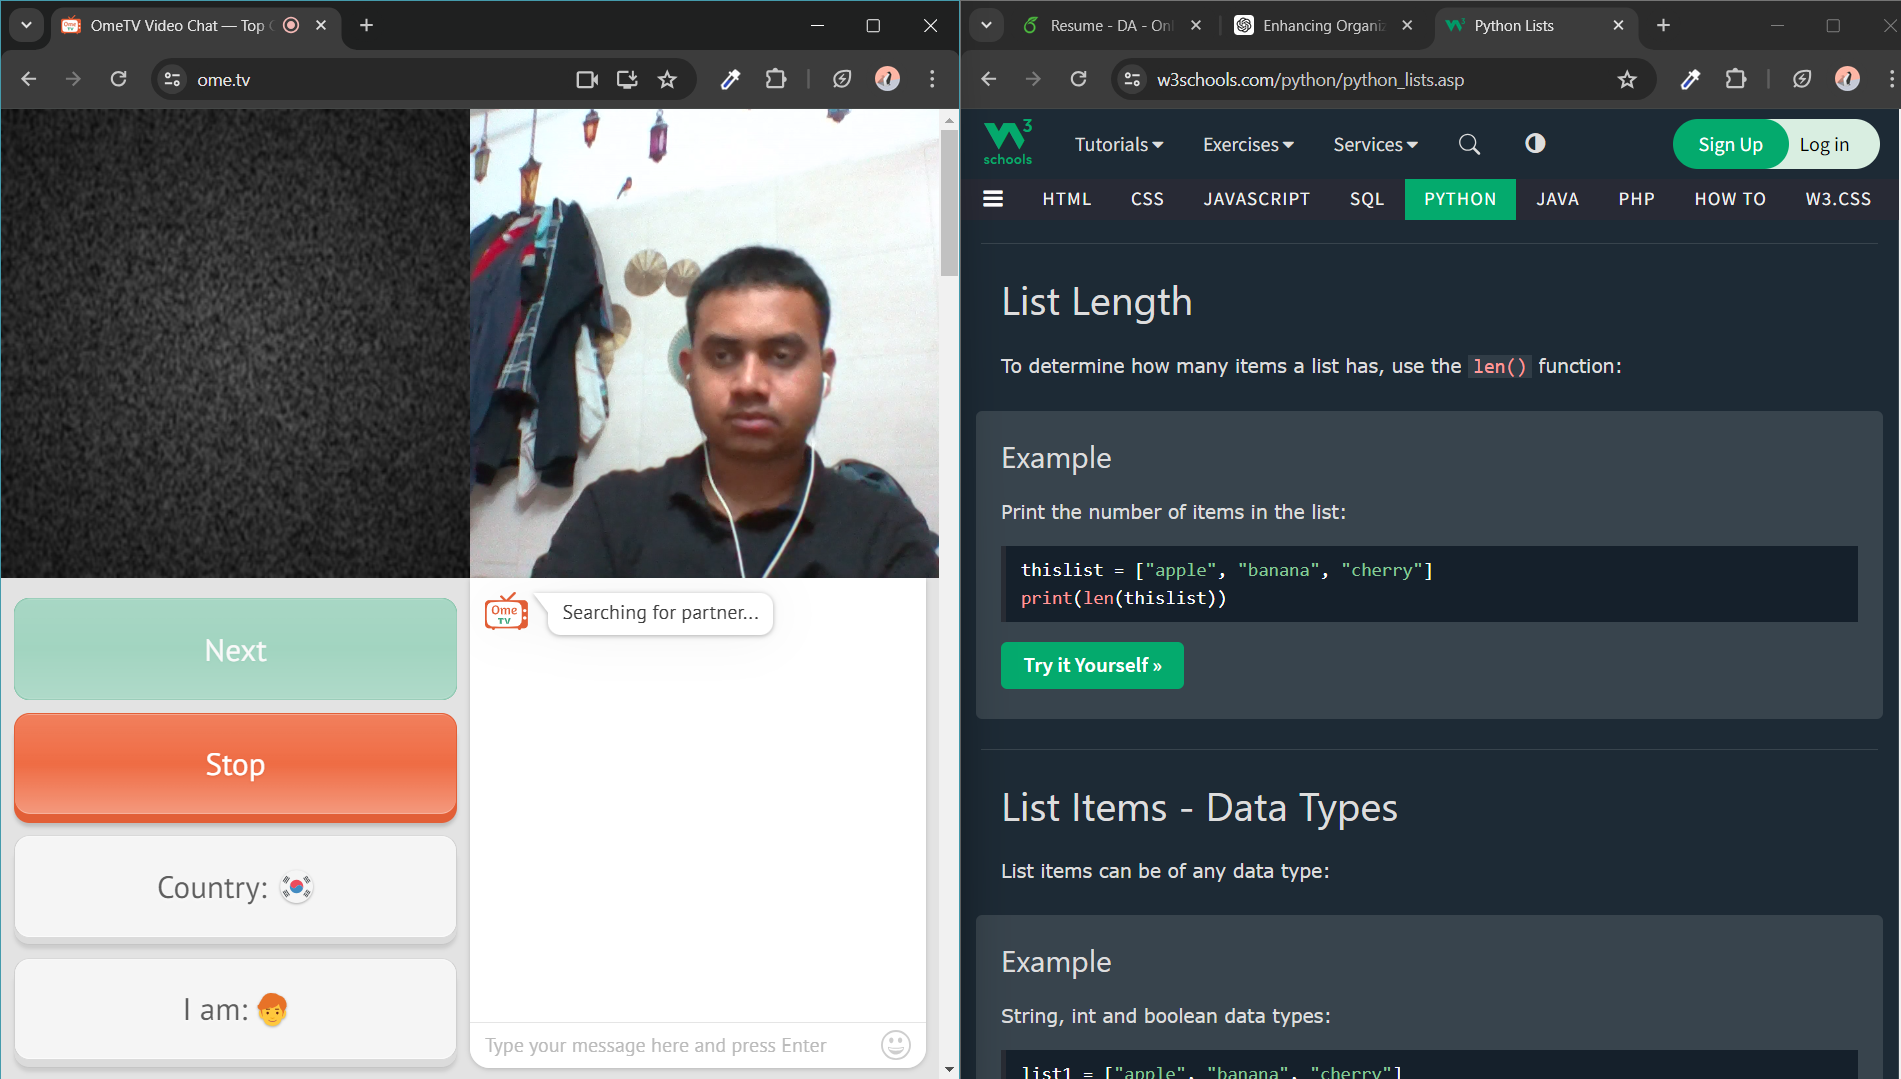 OmeTV Video Chat — Top
ome.tv
Next
Stop
Country:
I am:
Ome
TV
Searching for partner...
Type your message here and press Enter
Resume - DA - Onl
Enhancing Organiz
Python Lists
w3schools.com/python/python_lists.asp
W3
schools
Tutorials
Exercises
Services
Sign Up
Log in
HTML
CSS
JAVASCRIPT
SQL
PYTHON
JAVA
PHP
HOW TO
W3.CSS
List Length
To determine how many items a list has, use the len() function:
Example
Print the number of items in the list:
thislist = ["apple", "banana", "cherry"]
print(len(thislist))
Try it Yourself »
List Items - Data Types
List items can be of any data type:
Example
String, int and boolean data types:
list1 = ["apple", "banana", "cherry"]